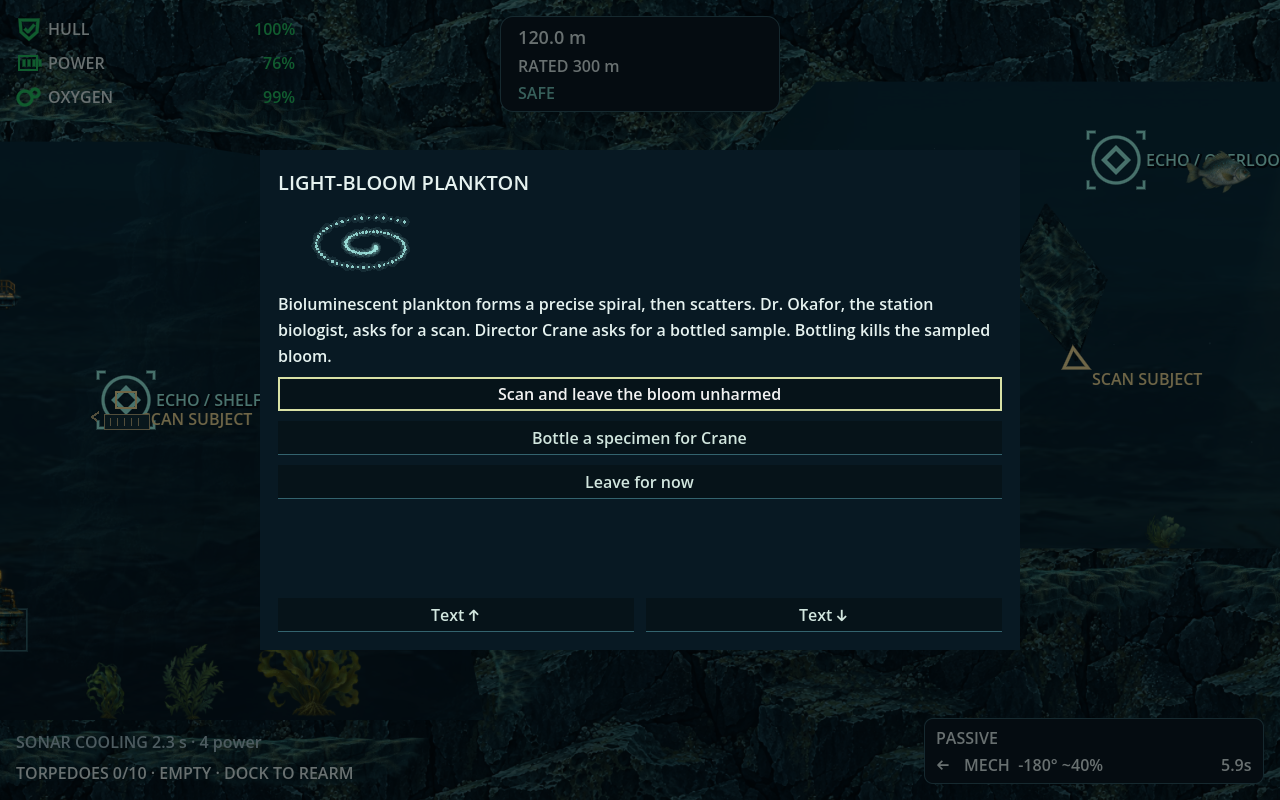 HULL 100%
POWER 76%
OXYGEN 99%
120.0 m
RATED 300 m
SAFE
ECHO /
LIGHT-BLOOM PLANKTON
Bioluminescent plankton forms a precise spiral, then scatters. Dr. Okafor, the station
biologist, asks for a scan. Director Crane asks for a bottled sample. Bottling kills the sampled
bloom.
Scan and leave the bloom unharmed
Bottle a specimen for Crane
Leave for now
Text ↑
Text ↓
ECHO / SHELF
CAN SUBJECT
SCAN SUBJECT
SONAR COOLING 2.3 s · 4 power
TORPEDOES 0/10 · EMPTY · DOCK TO REARM
PASSIVE
← MECH -180° ~40% 5.9s